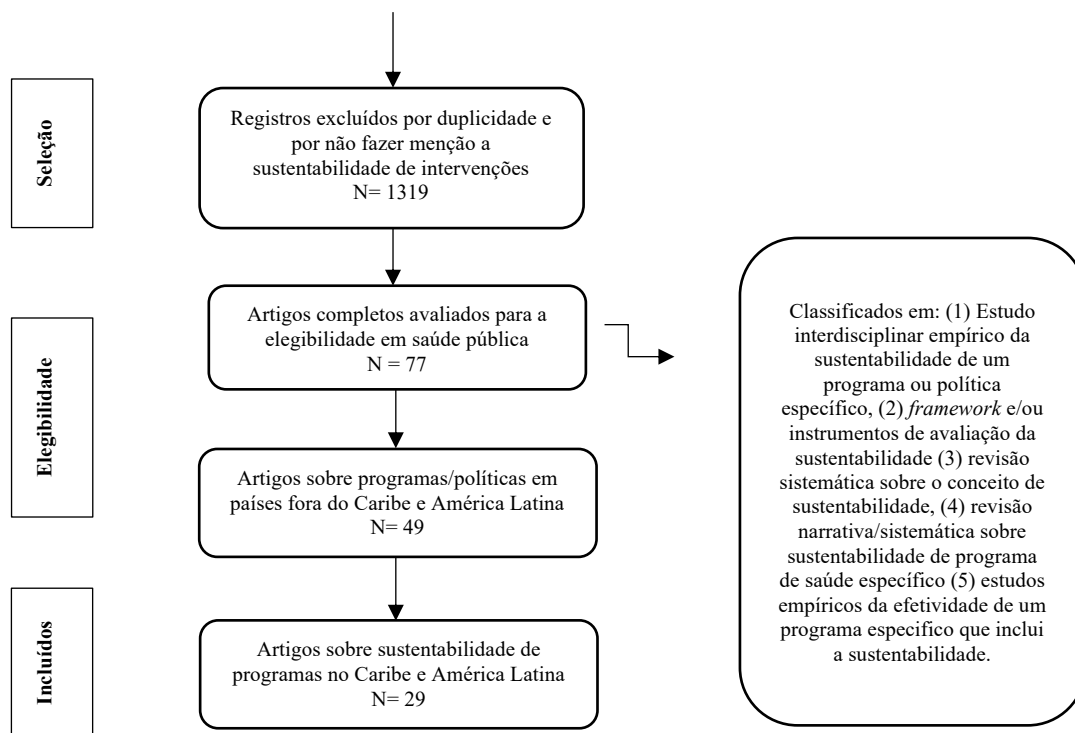 Seleção
Registros excluídos por duplicidade e
por não fazer menção a
sustentabilidade de intervenções
N= 1319
Elegibilidade
Artigos completos avaliados para a
elegibilidade em saúde pública
N = 77
Classificados em: (1) Estudo
interdisciplinar empírico da
sustentabilidade de um
programa ou política
específico, (2) framework e/ou
instrumentos de avaliação da
sustentabilidade (3) revisão
sistemática sobre o conceito de
sustentabilidade, (4) revisão
narrativa/sistemática sobre
sustentabilidade de programa
de saúde específico (5) estudos
empíricos da efetividade de um
programa especifico que inclui
a sustentabilidade.
Artigos sobre programas/políticas em
países fora do Caribe e América Latina
N= 49
Incluídos
Artigos sobre sustentabilidade de
programas no Caribe e América Latina
N= 29